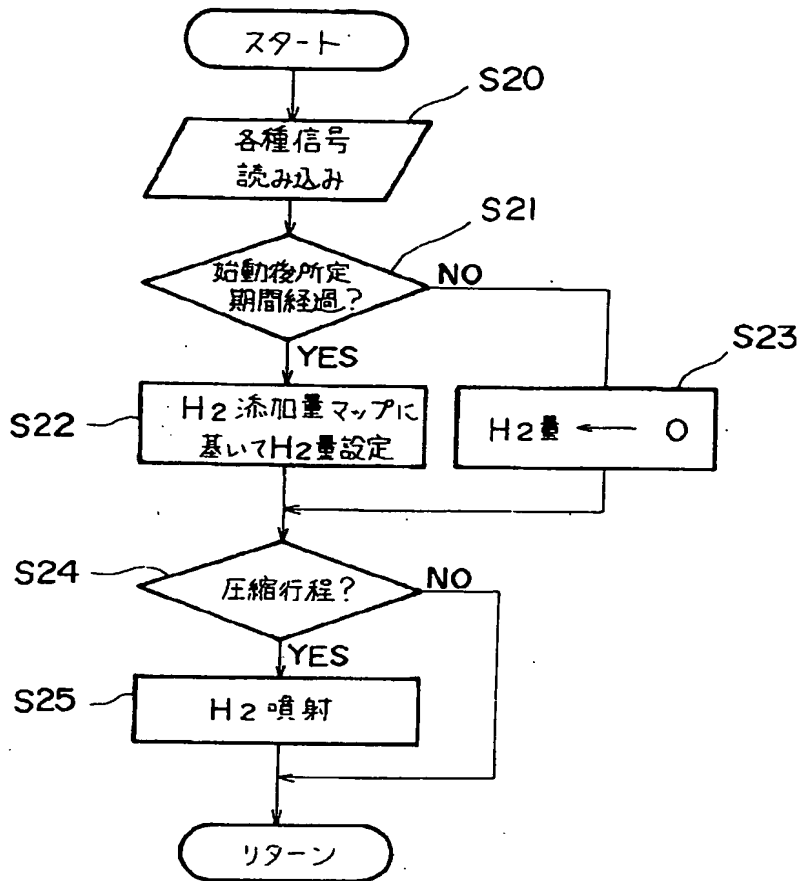 スタート
S20
各種信号
読み込み
S21
始動後所定
期間経過?
NO
YES
S23
S22
H2添加量マップに
基いてH2量設定
H2量 ← O
S24
圧縮行程?
NO
YES
S25
H2噴射
リターン